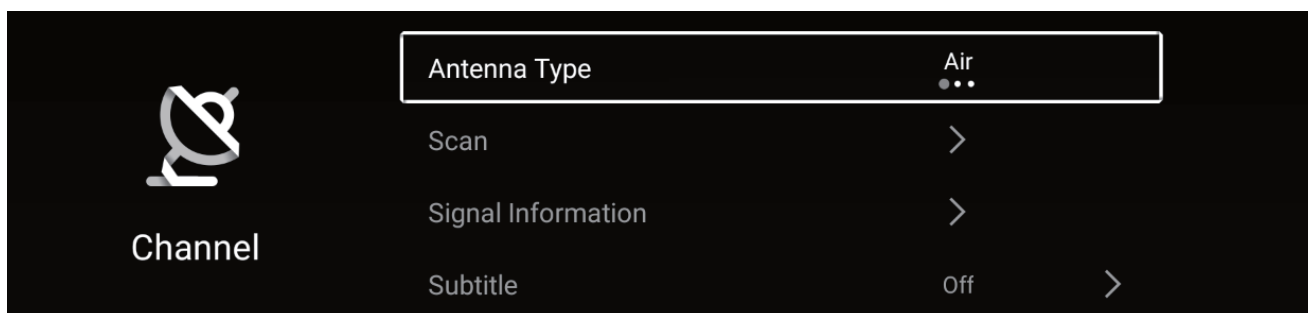 Antenna Type
Air
Scan
Signal Information
Channel
Subtitle
Off